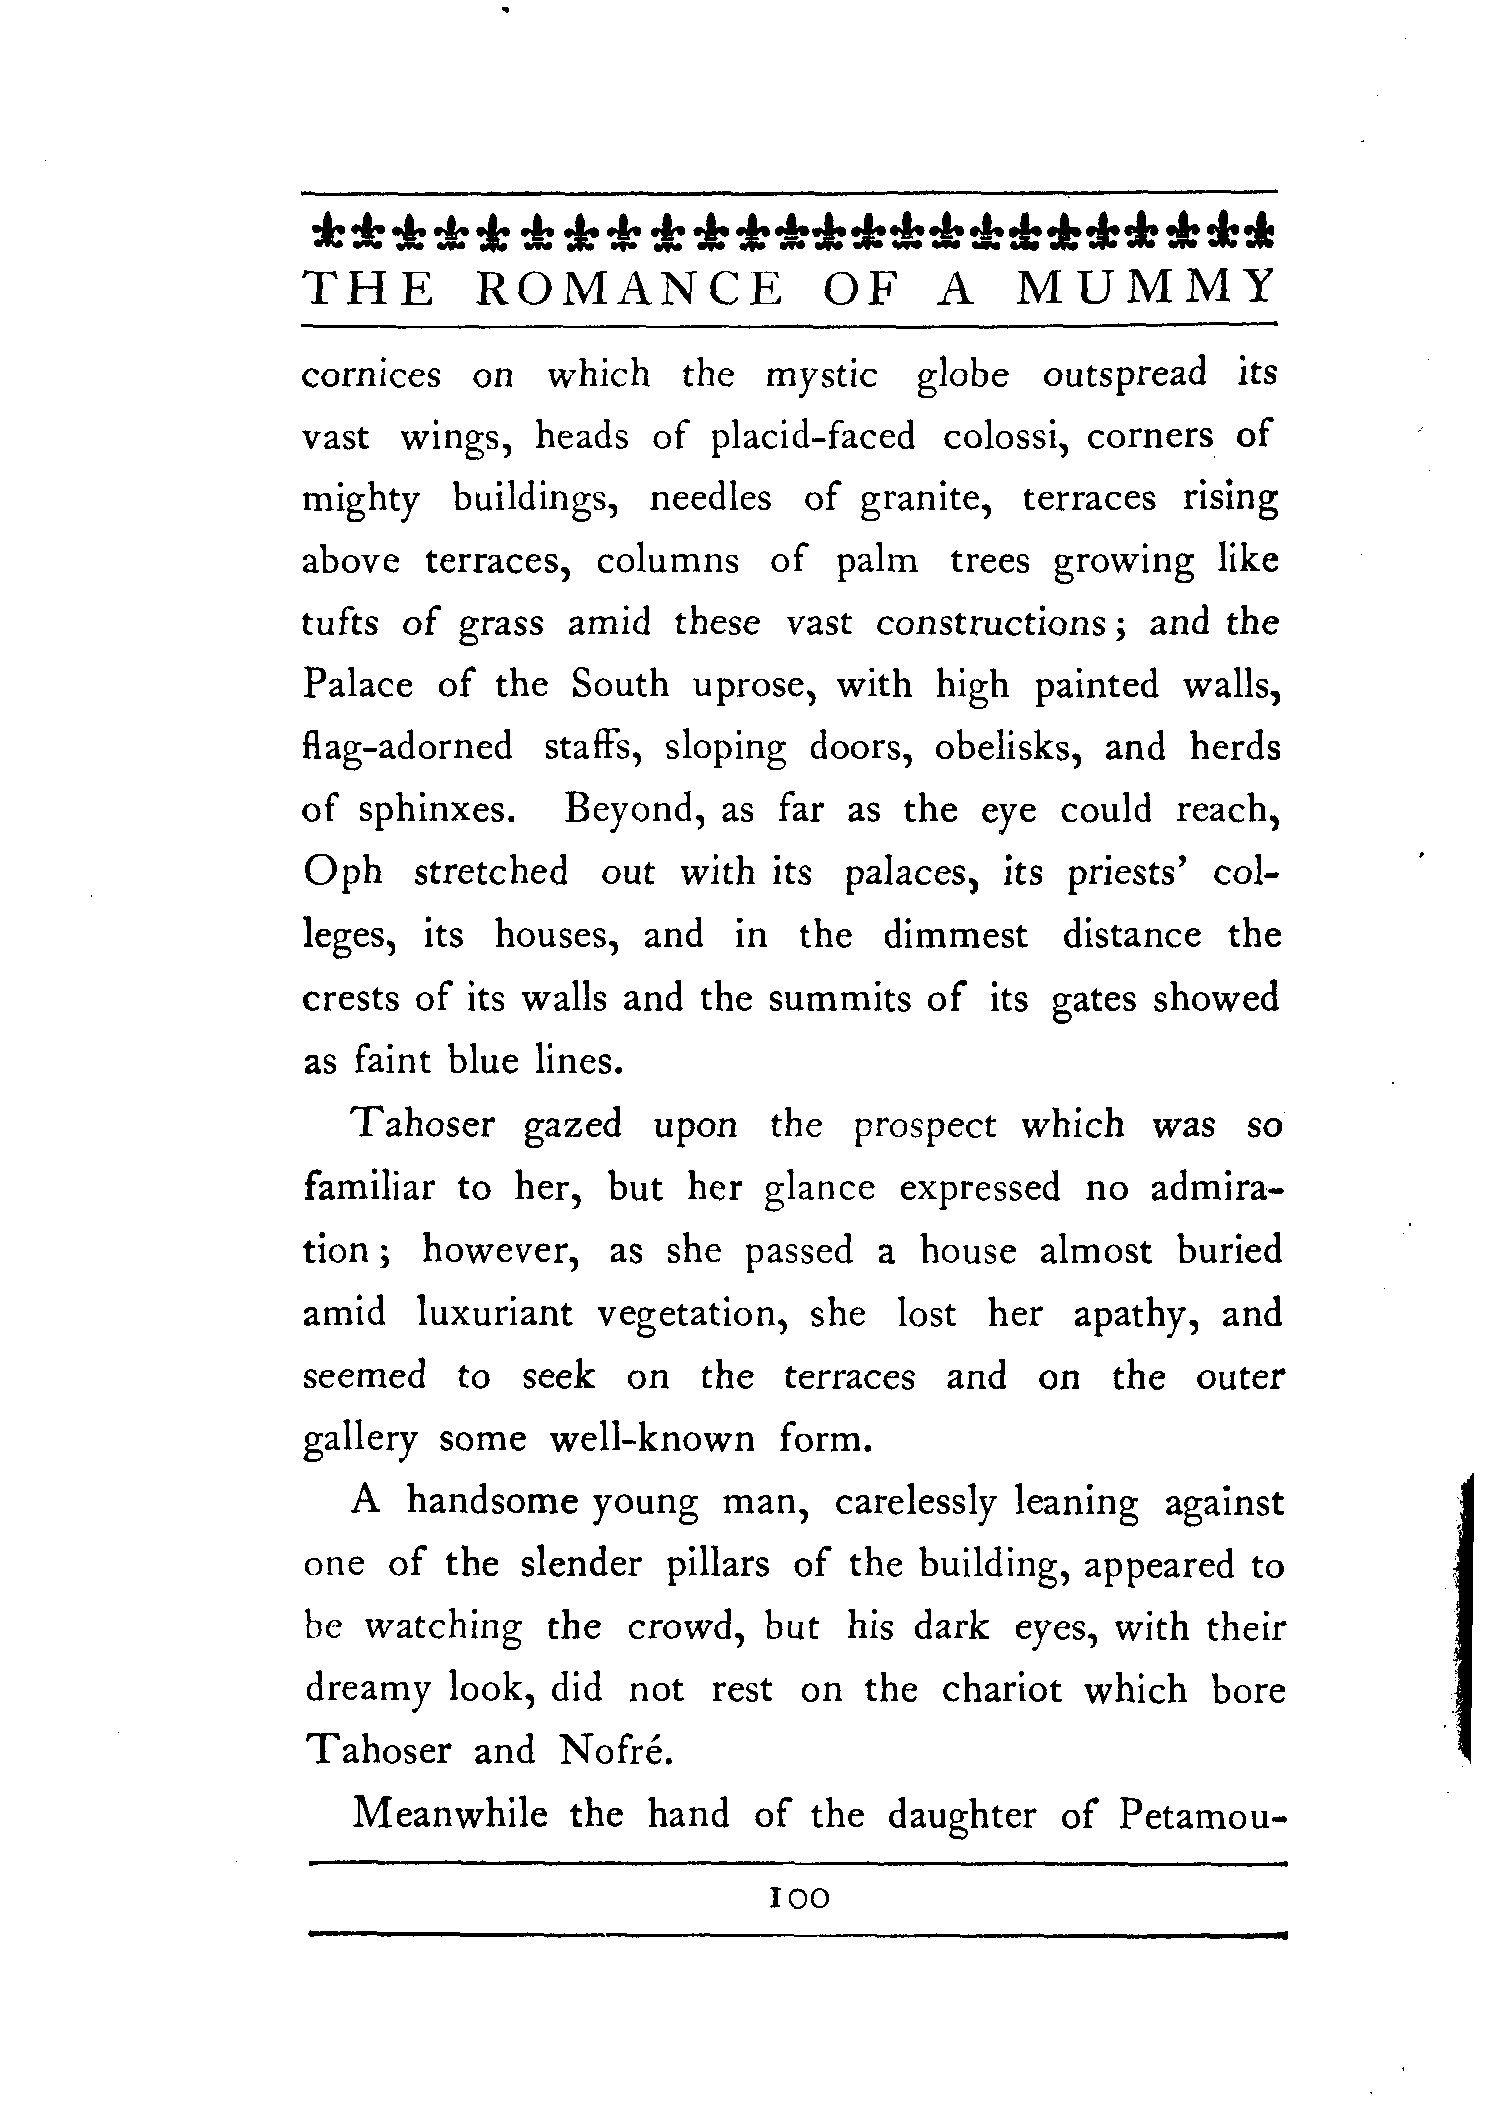 THE ROMANCE OF A MUMMY
cornices on which the mystic globe outspread its
vast wings, heads of placid-faced colossi, corners of
mighty buildings, needles of granite, terraces rising
above terraces, columns of palm trees growing like
tufts of grass amid these vast constructions; and the
Palace of the South uprose, with high painted walls,
flag-adorned staffs, sloping doors, obelisks, and herds
of sphinxes. Beyond, as far as the eye could reach,
Oph stretched out with its palaces, its priests' col-
leges, its houses, and in the dimmest distance the
crests of its walls and the summits of its gates showed
as faint blue lines.
Tahoser gazed upon the prospect which was so
familiar to her, but her glance expressed no admira-
tion; however, as she passed a house almost buried
amid luxuriant vegetation, she lost her apathy, and
seemed to seek on the terraces and on the outer
gallery some well-known form.
A handsome young man, carelessly leaning against
one of the slender pillars of the building, appeared to
be watching the crowd, but his dark eyes, with their
dreamy look, did not rest on the chariot which bore
Tahoser and Nofré.
Meanwhile the hand of the daughter of Petamou-
100